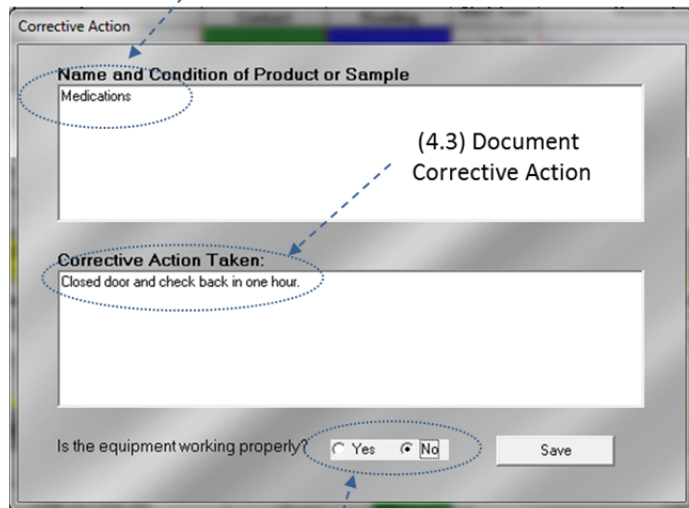 Corrective Action
Name and Condition of Product or Sample
Medications
(4.3) Document
Corrective Action
Corrective Action Taken:
Closed door and check back in one hour.
Is the equipment working properly? Yes No Save